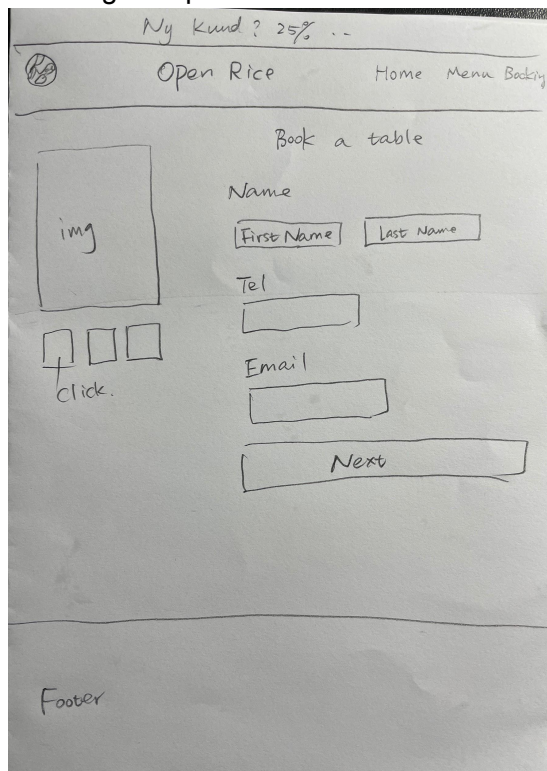 Ny Kund? 25% ..
Open Rice Home Menu Booking
Book a table
img
Name
First Name Last Name
Tel
click.
Email
Next
Footer